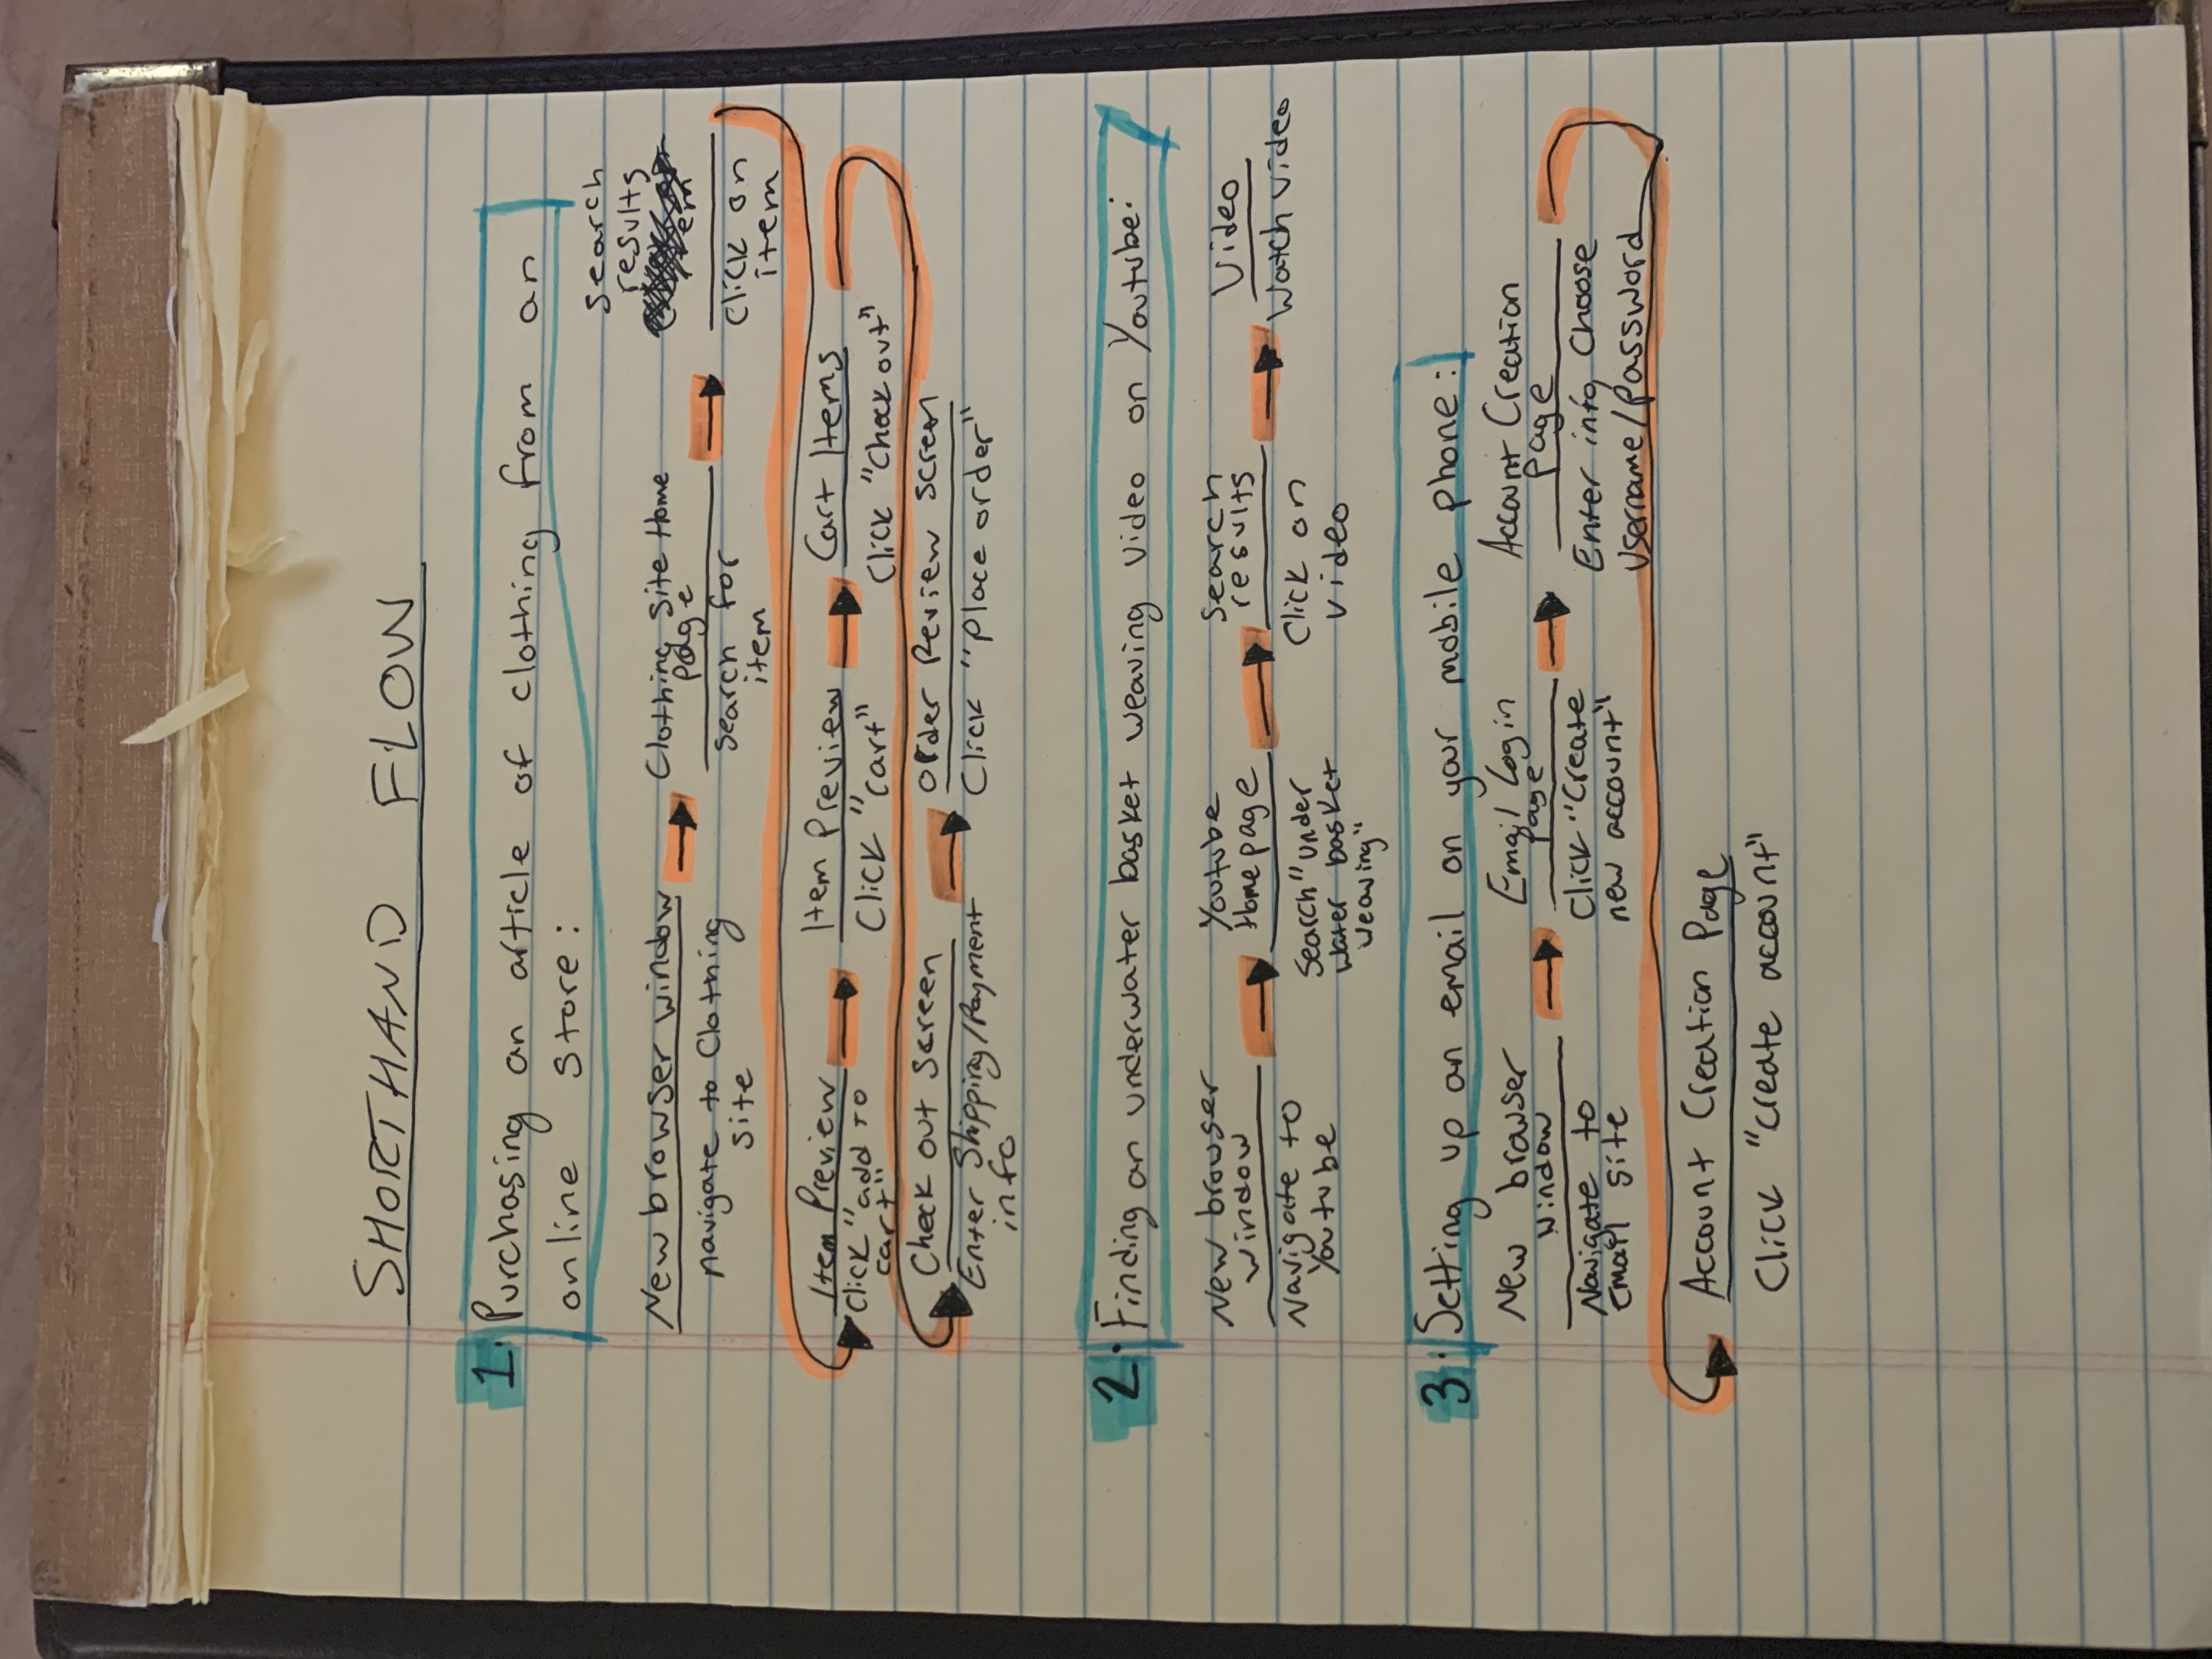 SHORTHAND FLOW
1. Purchasing an article of clothing from an
online store:
New browser window
navigate to Clothing
site
Clothing Site Home
page
search for
item
search
results
item
Click on
item
Item Preview
Click "add to
cart"
Item Preview
Click "Cart"
Cart Items
Click "Check out"
Check out Screen
Enter Shipping/Payment
info
Order Review screen
Click "Place order"
2. Finding an underwater basket weaving video on Youtube:
New browser
window
Navigate to
Youtube
Youtube
Home page
Search "under
water basket
weaving"
Search
results
Click on
video
Video
Watch video
3. Setting up an email on your mobile phone:
New browser
window
Navigate to
email site
Email Login
Page
Click "Create
new account"
Account Creation
page
Enter info, Choose
Username/Password
Account Creation Page
Click "create account"